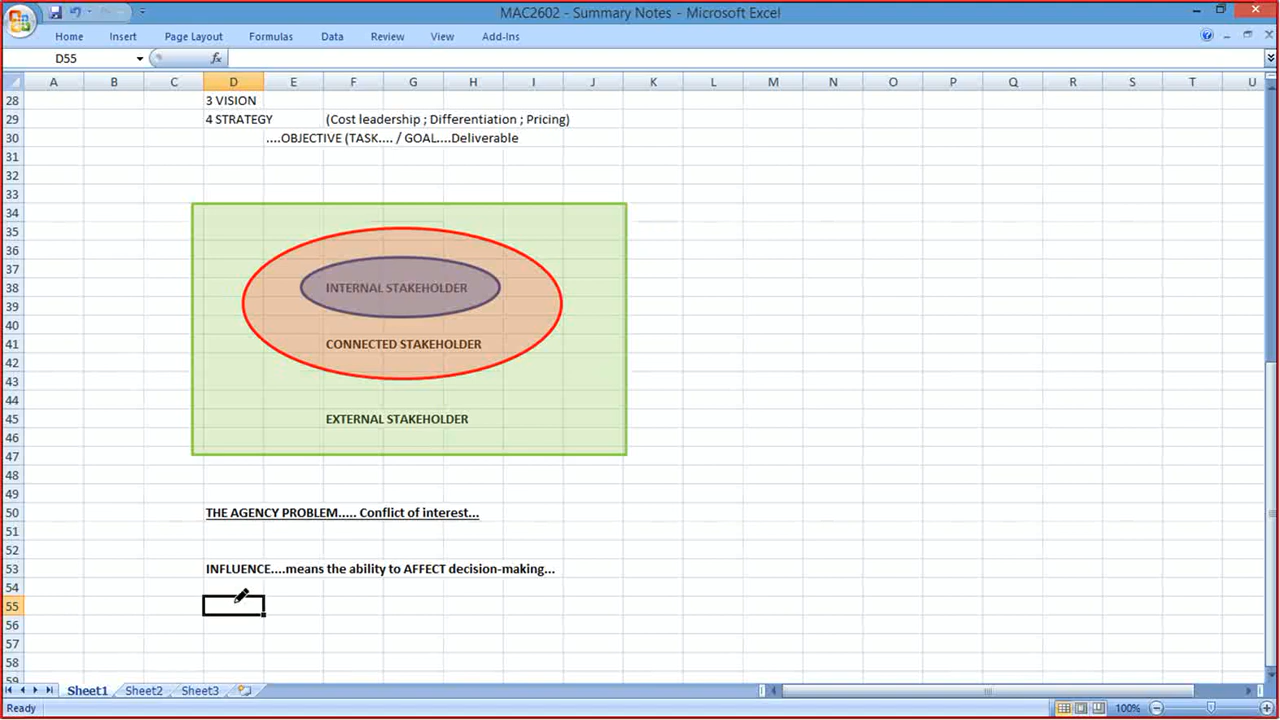 MAC2602 - Summary Notes - Microsoft Excel
Home Insert Page Layout Formulas Data Review View Add-Ins
D55 fx
A B C D E F G H I J K L M N O P Q R S T U
28 3 VISION
29 4 STRATEGY (Cost leadership ; Differentiation ; Pricing)
30 ....OBJECTIVE (TASK.... / GOAL....Deliverable
31
32
33
34
35
36
37
38 INTERNAL STAKEHOLDER
39
40
41 CONNECTED STAKEHOLDER
42
43
44
45 EXTERNAL STAKEHOLDER
46
47
48
49
50 THE AGENCY PROBLEM..... Conflict of interest...
51
52
53 INFLUENCE....means the ability to AFFECT decision-making...
54
55
56
57
58
59
Sheet1 Sheet2 Sheet3
Ready 100%